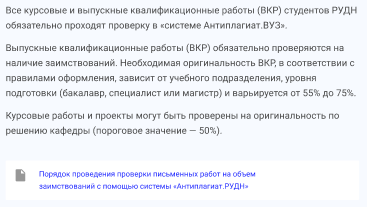 Все курсовые и выпускные квалификационные работы (ВКР) студентов РУДН
обязательно проходят проверку в «системе Антиплагиат.ВУЗ».
Выпускные квалификационные работы (ВКР) обязательно проверяются на
наличие заимствований. Необходимая оригинальность ВКР, в соответствии с
правилами оформления, зависит от учебного подразделения, уровня
подготовки (бакалавр, специалист или магистр) и варьируется от 55% до 75%.
Курсовые работы и проекты могут быть проверены на оригинальность по
решению кафедры (пороговое значение — 50%).
Порядок проведения проверки письменных работ на объем
заимствований с помощью системы «Антиплагиат.РУДН»